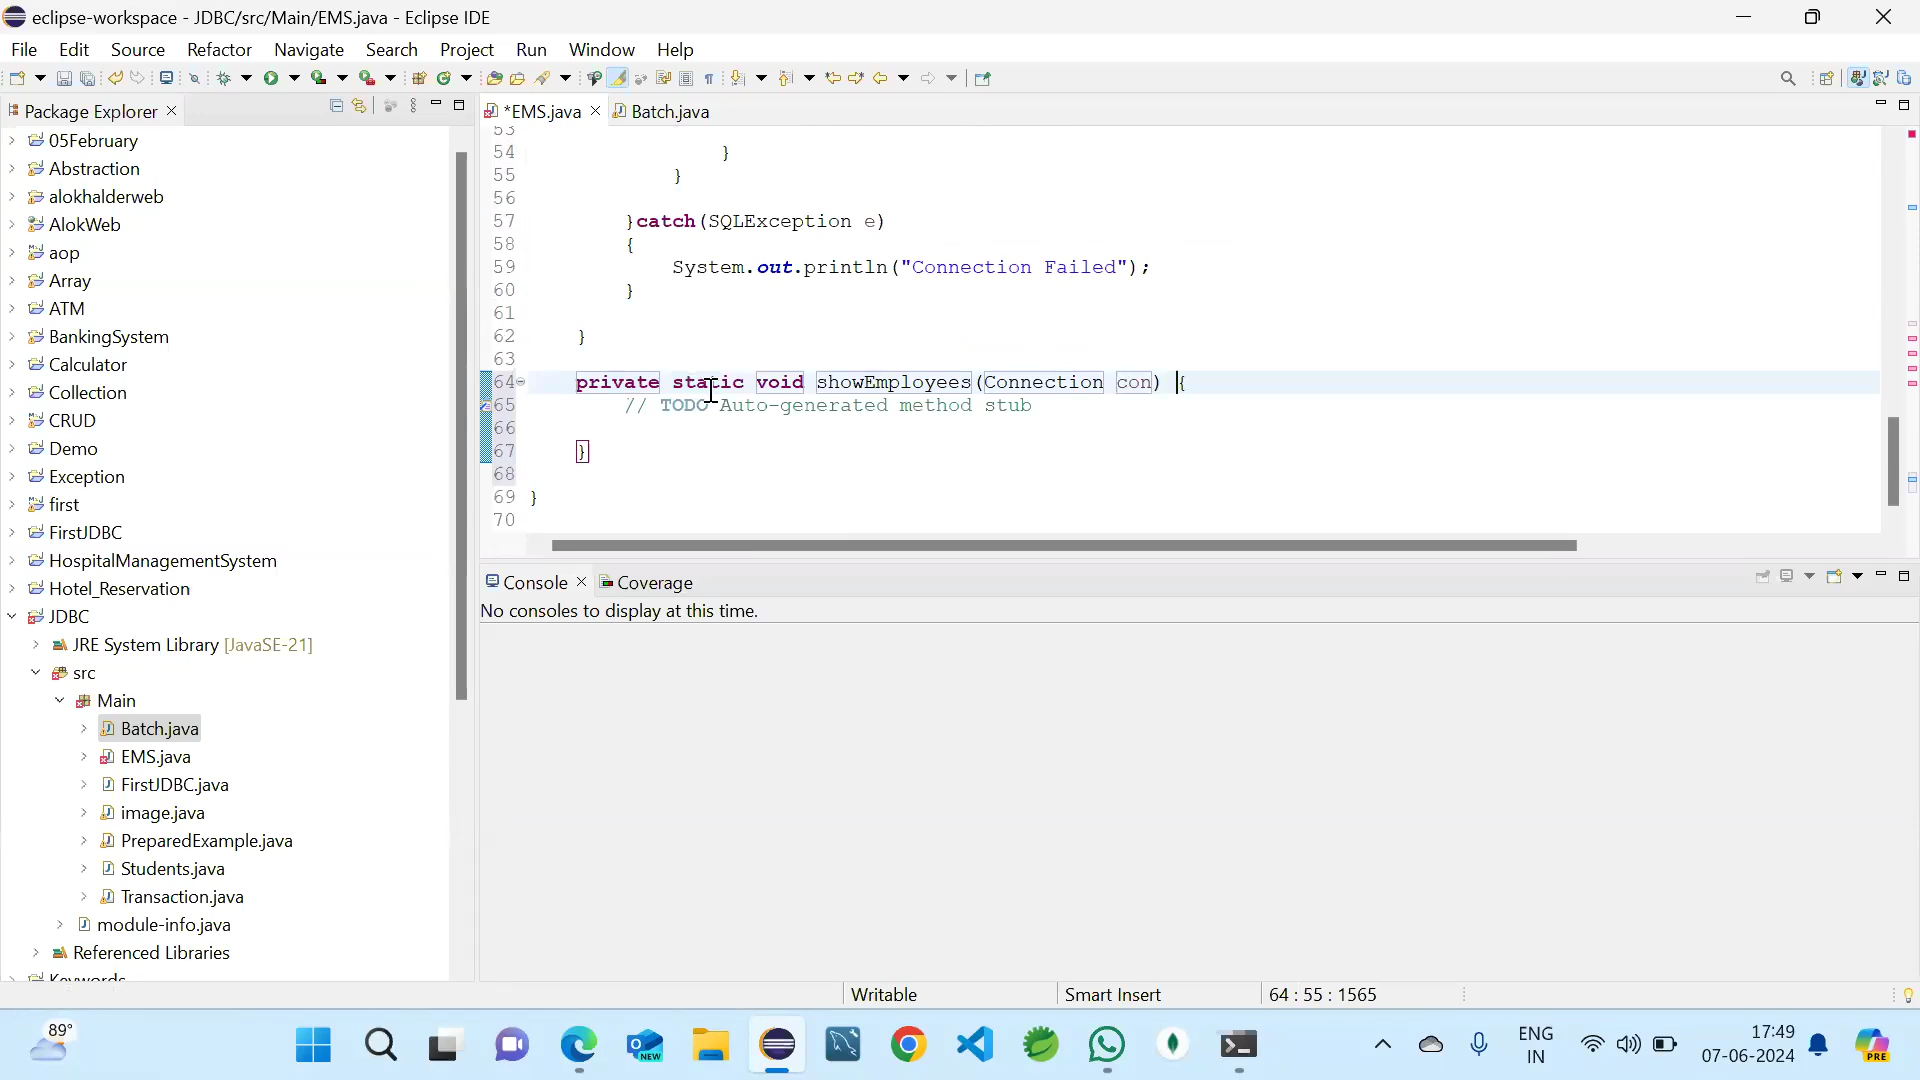 eclipse-workspace - JDBC/src/Main/EMS.java - Eclipse IDE
File Edit Source Refactor Navigate Search Project Run Window Help
Package Explorer
*EMS.java
Batch.java
05February
Abstraction
alokhalderweb
AlokWeb
aop
Array
ATM
BankingSystem
Calculator
Collection
CRUD
Demo
Exception
first
FirstJDBC
HospitalManagementSystem
Hotel_Reservation
JDBC
JRE System Library [JavaSE-21]
src
Main
Batch.java
EMS.java
FirstJDBC.java
image.java
PreparedExample.java
Students.java
Transaction.java
module-info.java
Referenced Libraries
Keywords
53
54 }
55 }
56
57 }catch(SQLException e)
58 {
59 System.out.println("Connection Failed");
60 }
61
62 }
63
64 private static void showEmployees(Connection con) {
65 // TODO Auto-generated method stub
66
67 }
68
69 }
70
Console
Coverage
No consoles to display at this time.
Writable Smart Insert 64 : 55 : 1565
89°
NEW
ENG
IN
17:49
07-06-2024
PRE